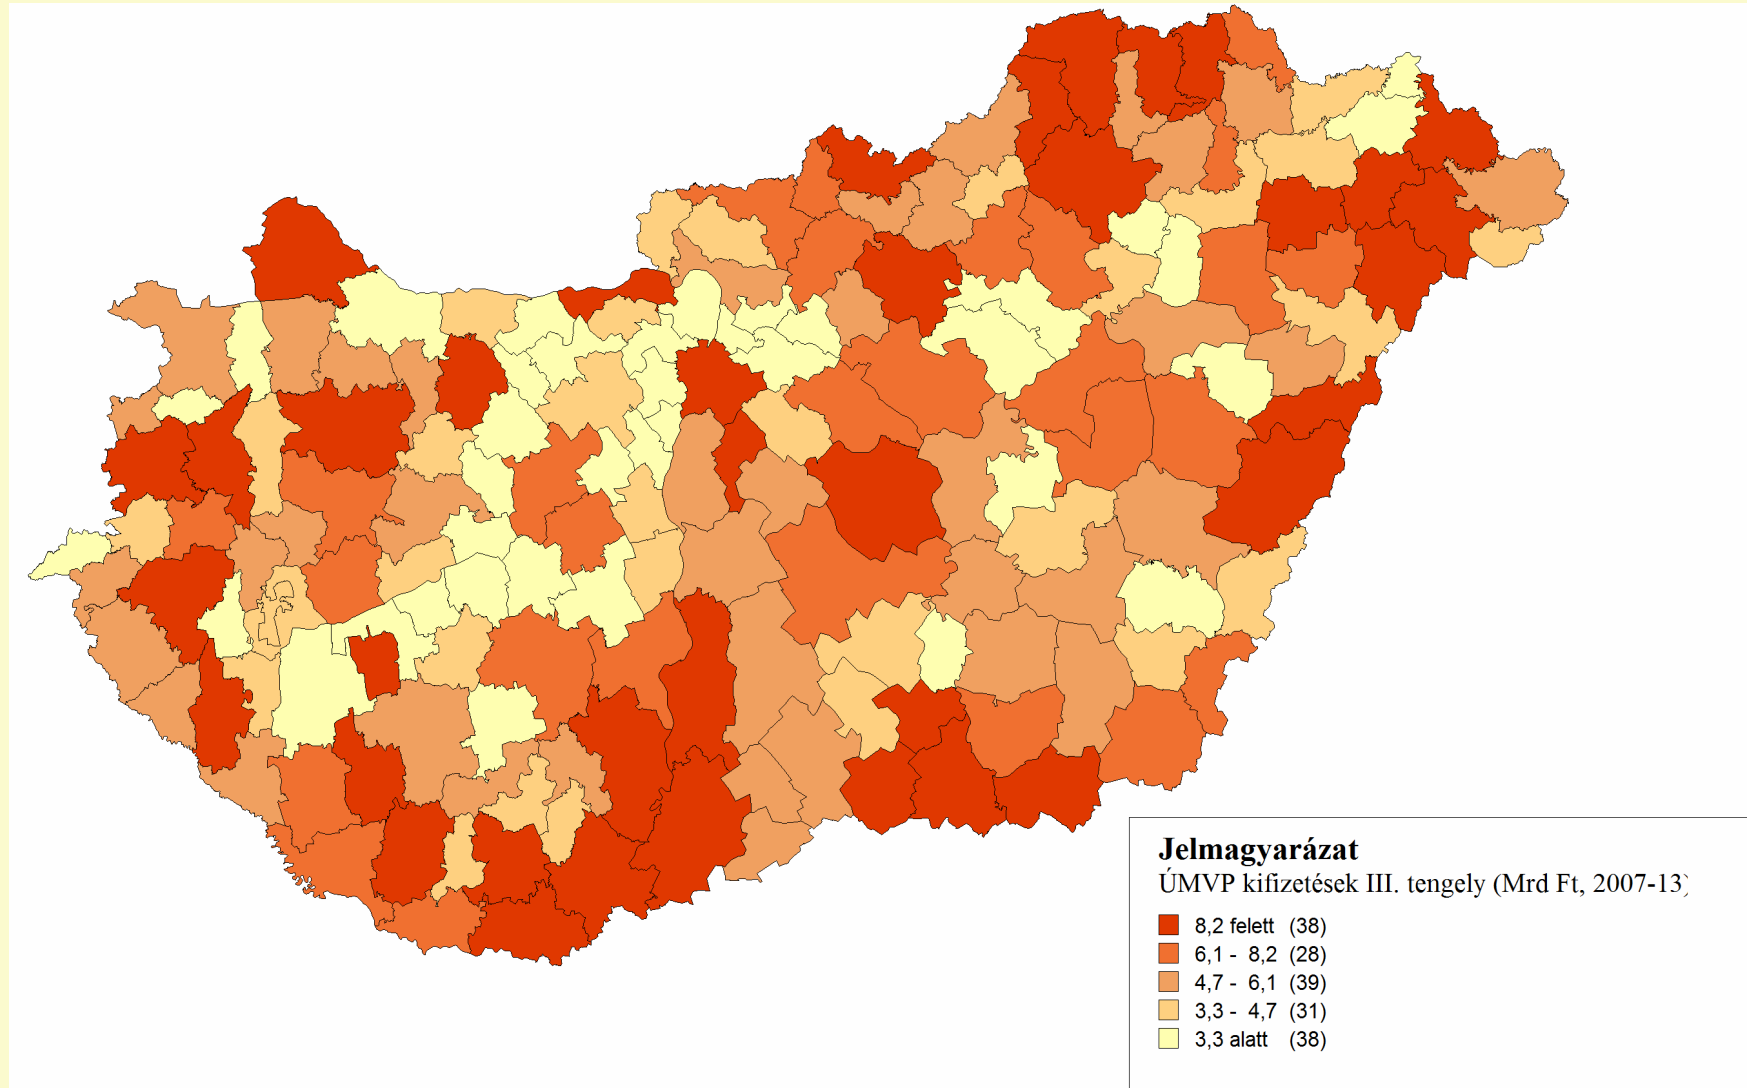 Jelmagyarázat
ÚMVP kifizetések III. tengely (Mrd Ft, 2007-13)
8,2 felett (38)
6,1 - 8,2 (28)
4,7 - 6,1 (39)
3,3 - 4,7 (31)
3,3 alatt (38)